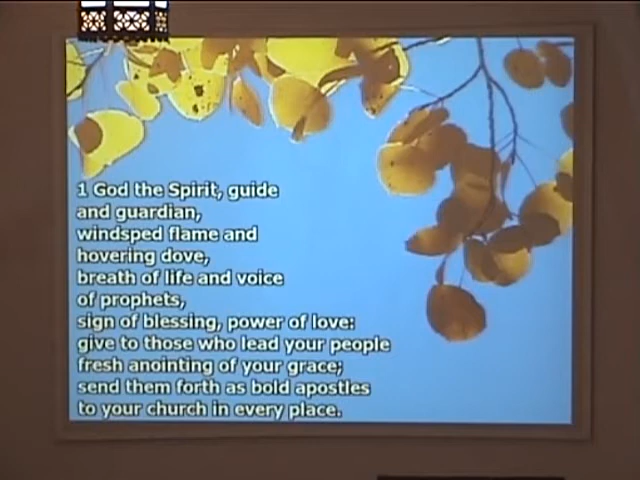 1 God the Spirit, guide
and guardian,
windsped flame and
hovering dove,
breath of life and voice
of prophets,
sign of blessing, power of love:
give to those who lead your people
fresh anointing of your grace;
send them forth as bold apostles
to your church in every place.